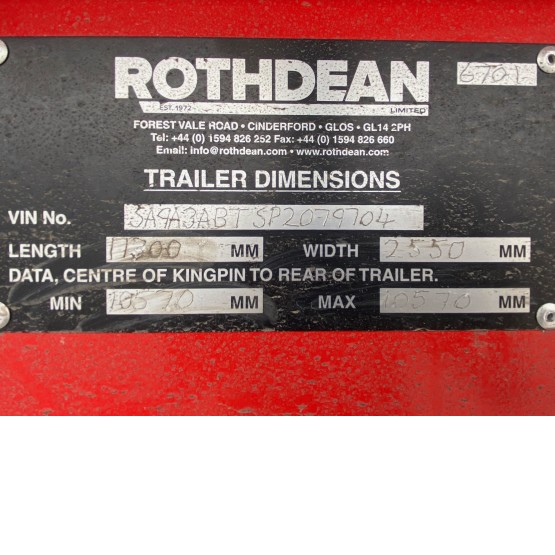 ROTHDEAN
EST. 1972
LIMITED
6701
FOREST VALE ROAD • CINDERFORD • GLOS • GL14 2PH
Tel: +44 (0) 1594 826 252 Fax: +44 (0) 1594 826 660
Email: info@rothdean.com • www.rothdean.com
TRAILER DIMENSIONS
VIN No. SA9A3ABTSP2079704
LENGTH 11300 MM WIDTH 2550 MM
DATA, CENTRE OF KINGPIN TO REAR OF TRAILER.
MIN 10570 MM MAX 10570 MM